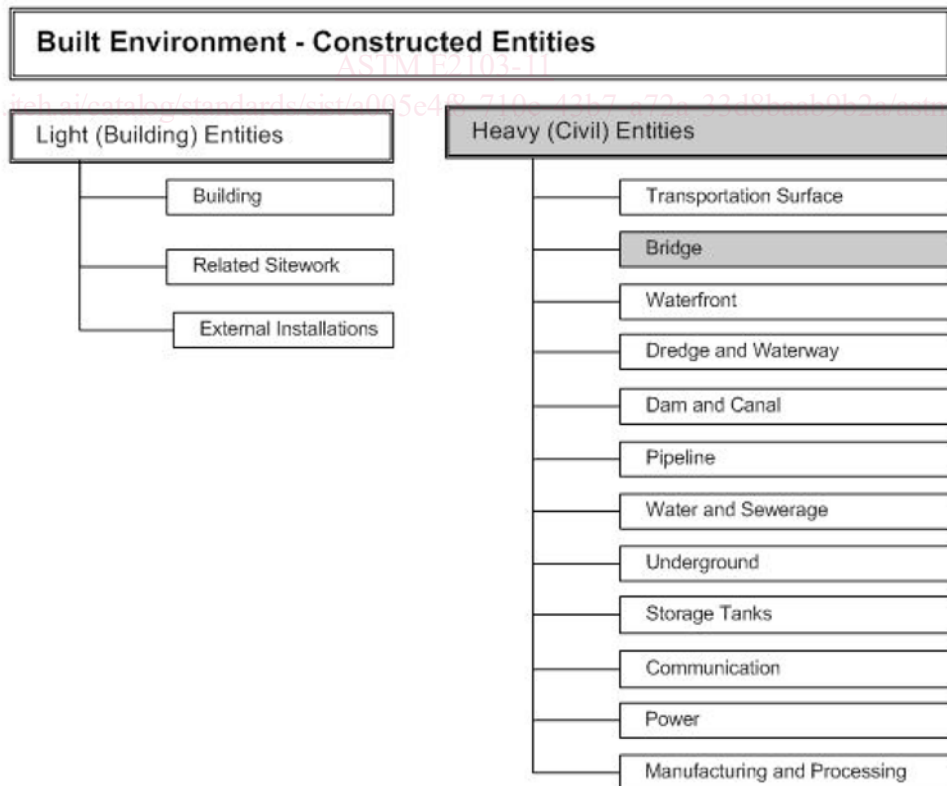 Built Environment - Constructed Entities
ASTM E2103-11
Light (Building) Entities
Building
Related Sitework
External Installations
Heavy (Civil) Entities
Transportation Surface
Bridge
Waterfront
Dredge and Waterway
Dam and Canal
Pipeline
Water and Sewerage
Underground
Storage Tanks
Communication
Power
Manufacturing and Processing